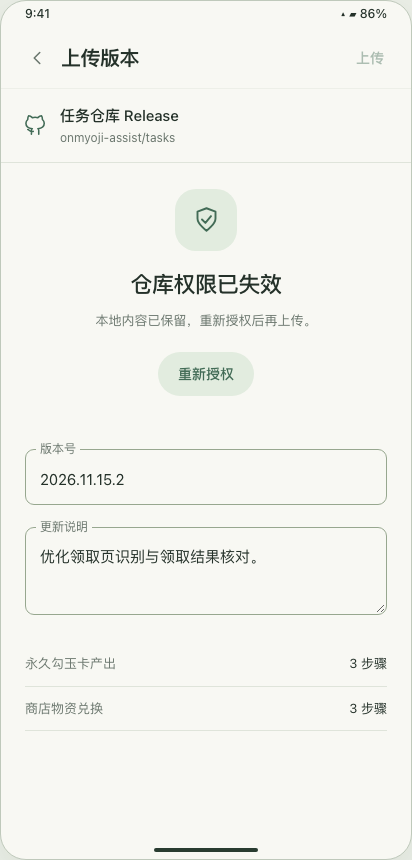 9:41
86%
上传版本
上传
任务仓库 Release
onmyoji-assist/tasks
仓库权限已失效
本地内容已保留，重新授权后再上传。
重新授权
版本号
2026.11.15.2
更新说明
优化领取页识别与领取结果核对。
永久勾玉卡产出
3 步骤
商店物资兑换
3 步骤